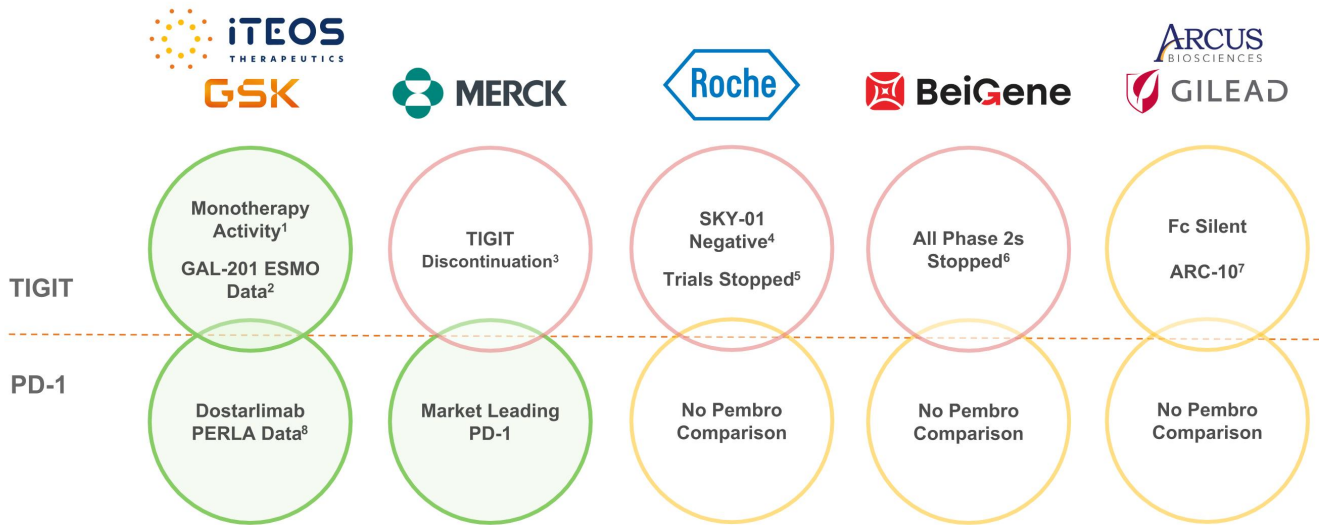 iTEOS
THERAPEUTICS
GSK
MERCK
Roche
BeiGene
ARCUS
BIOSCIENCES
GILEAD
TIGIT
Monotherapy
Activity¹
GAL-201 ESMO
Data²
TIGIT
Discontinuation³
SKY-01
Negative⁴
Trials Stopped⁵
All Phase 2s
Stopped⁶
Fc Silent
ARC-10⁷
PD-1
Dostarlimab
PERLA Data⁸
Market Leading
PD-1
No Pembro
Comparison
No Pembro
Comparison
No Pembro
Comparison